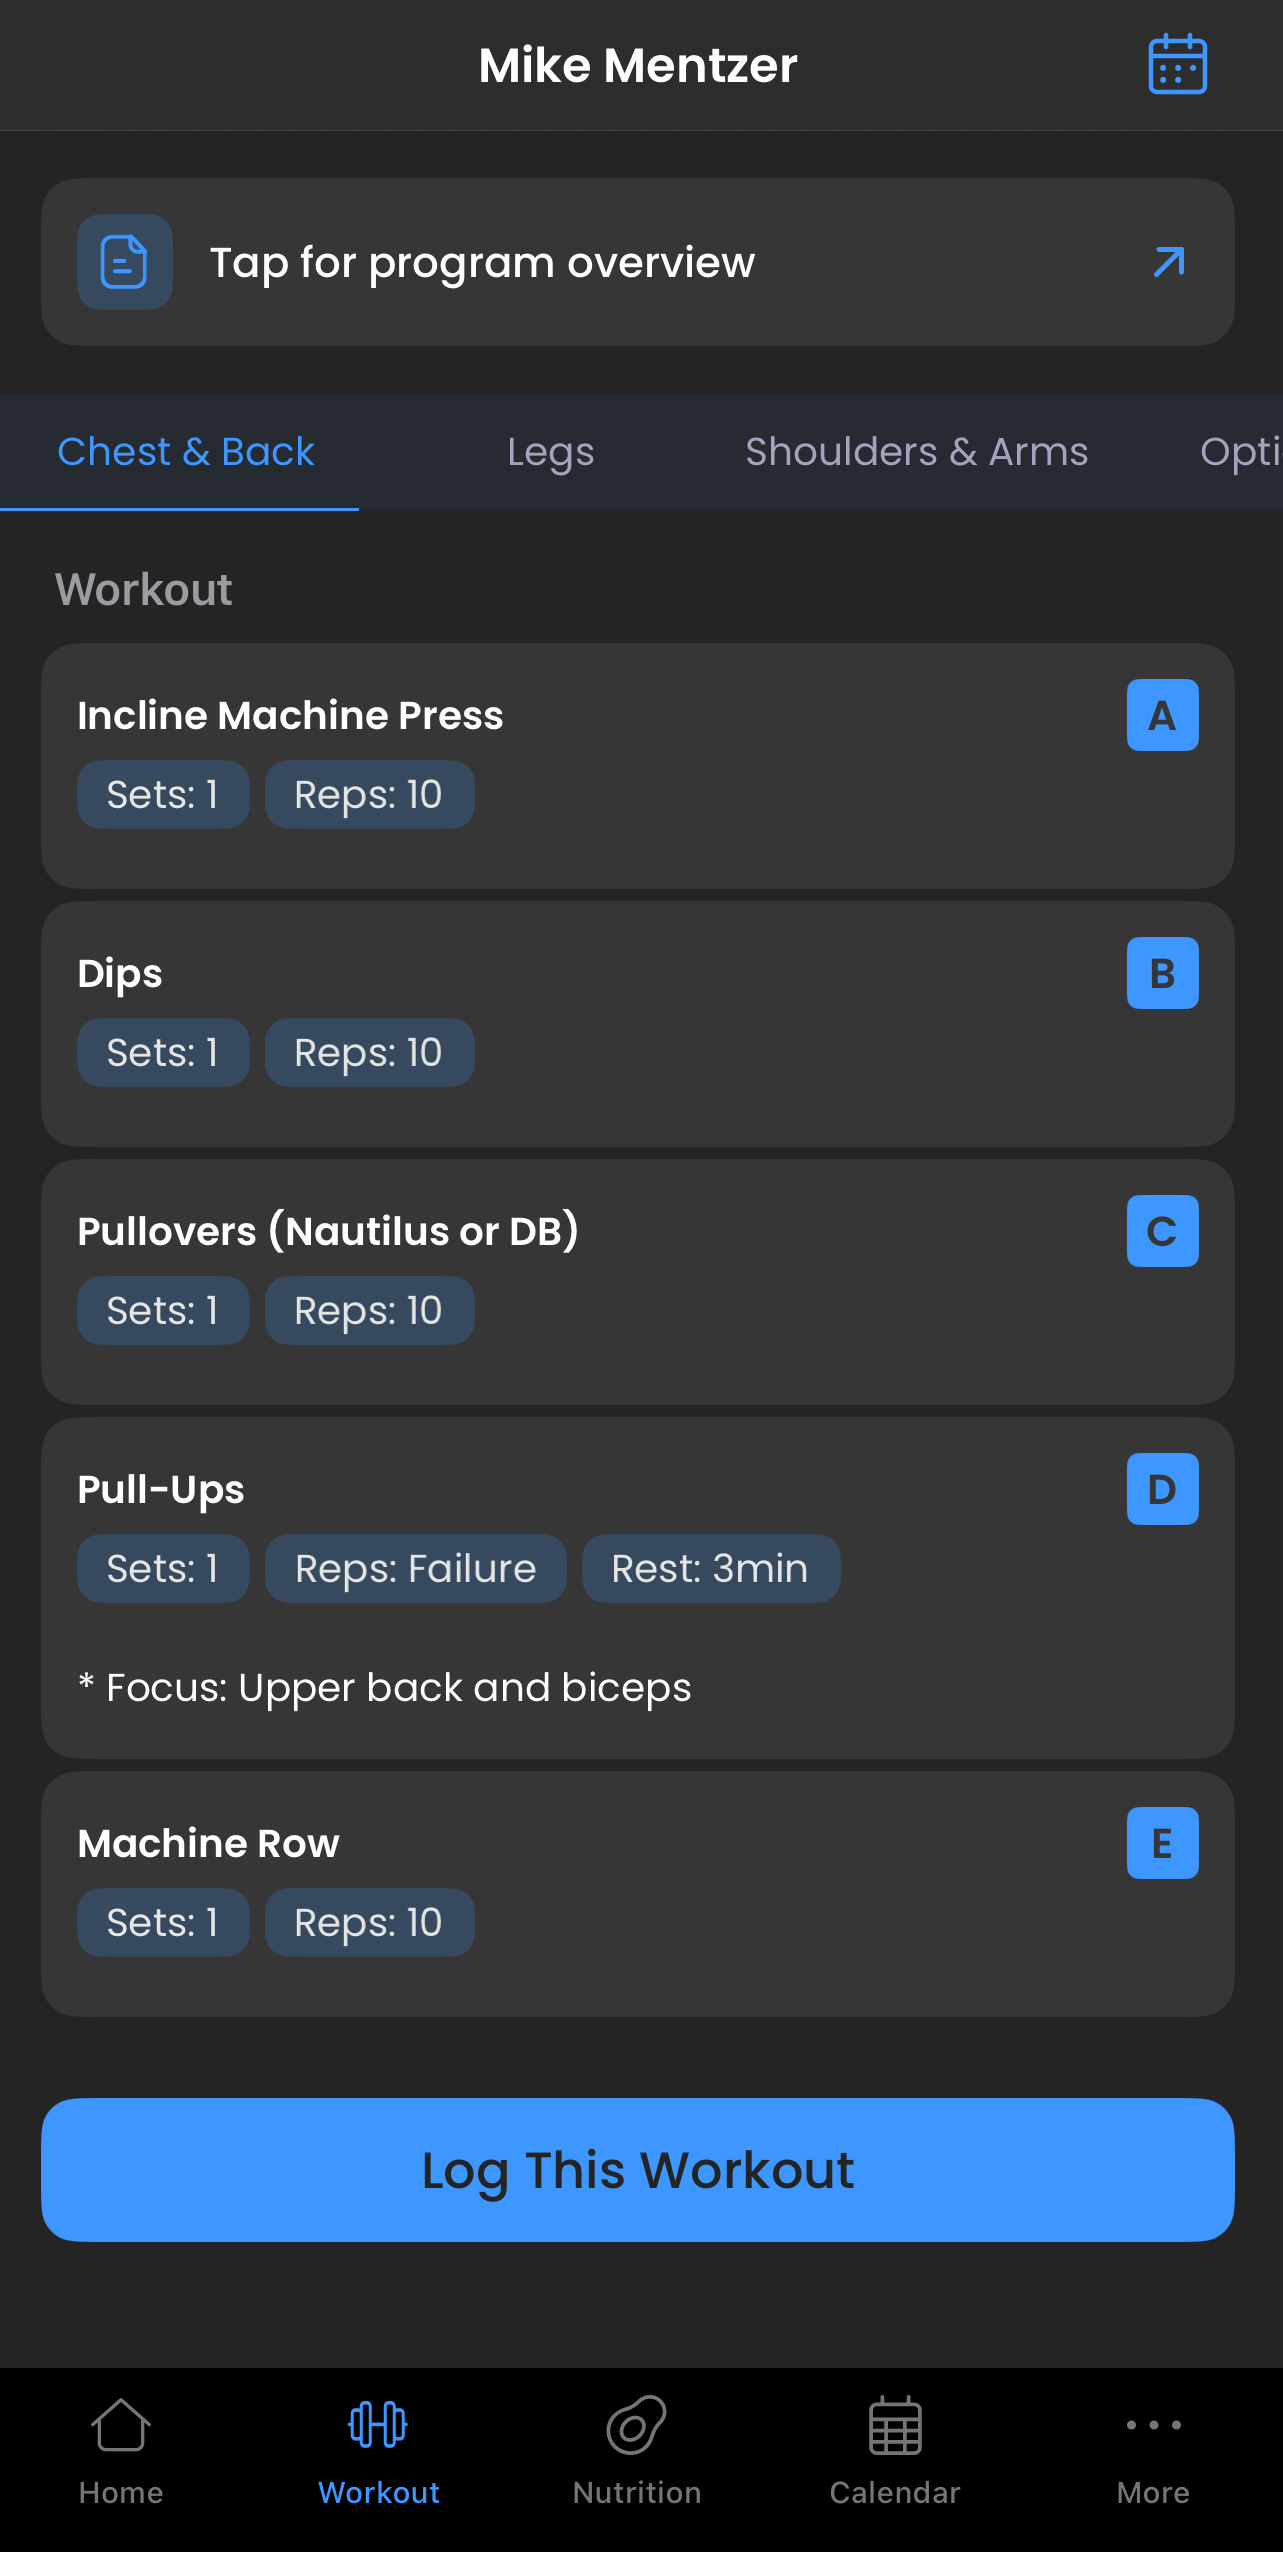 Mike Mentzer
Tap for program overview
Chest & Back
Legs
Shoulders & Arms
Opti
Workout
Incline Machine Press
A
Sets: 1
Reps: 10
Dips
B
Sets: 1
Reps: 10
Pullovers (Nautilus or DB)
C
Sets: 1
Reps: 10
Pull-Ups
D
Sets: 1
Reps: Failure
Rest: 3min
* Focus: Upper back and biceps
Machine Row
E
Sets: 1
Reps: 10
Log This Workout
Home
Workout
Nutrition
Calendar
More